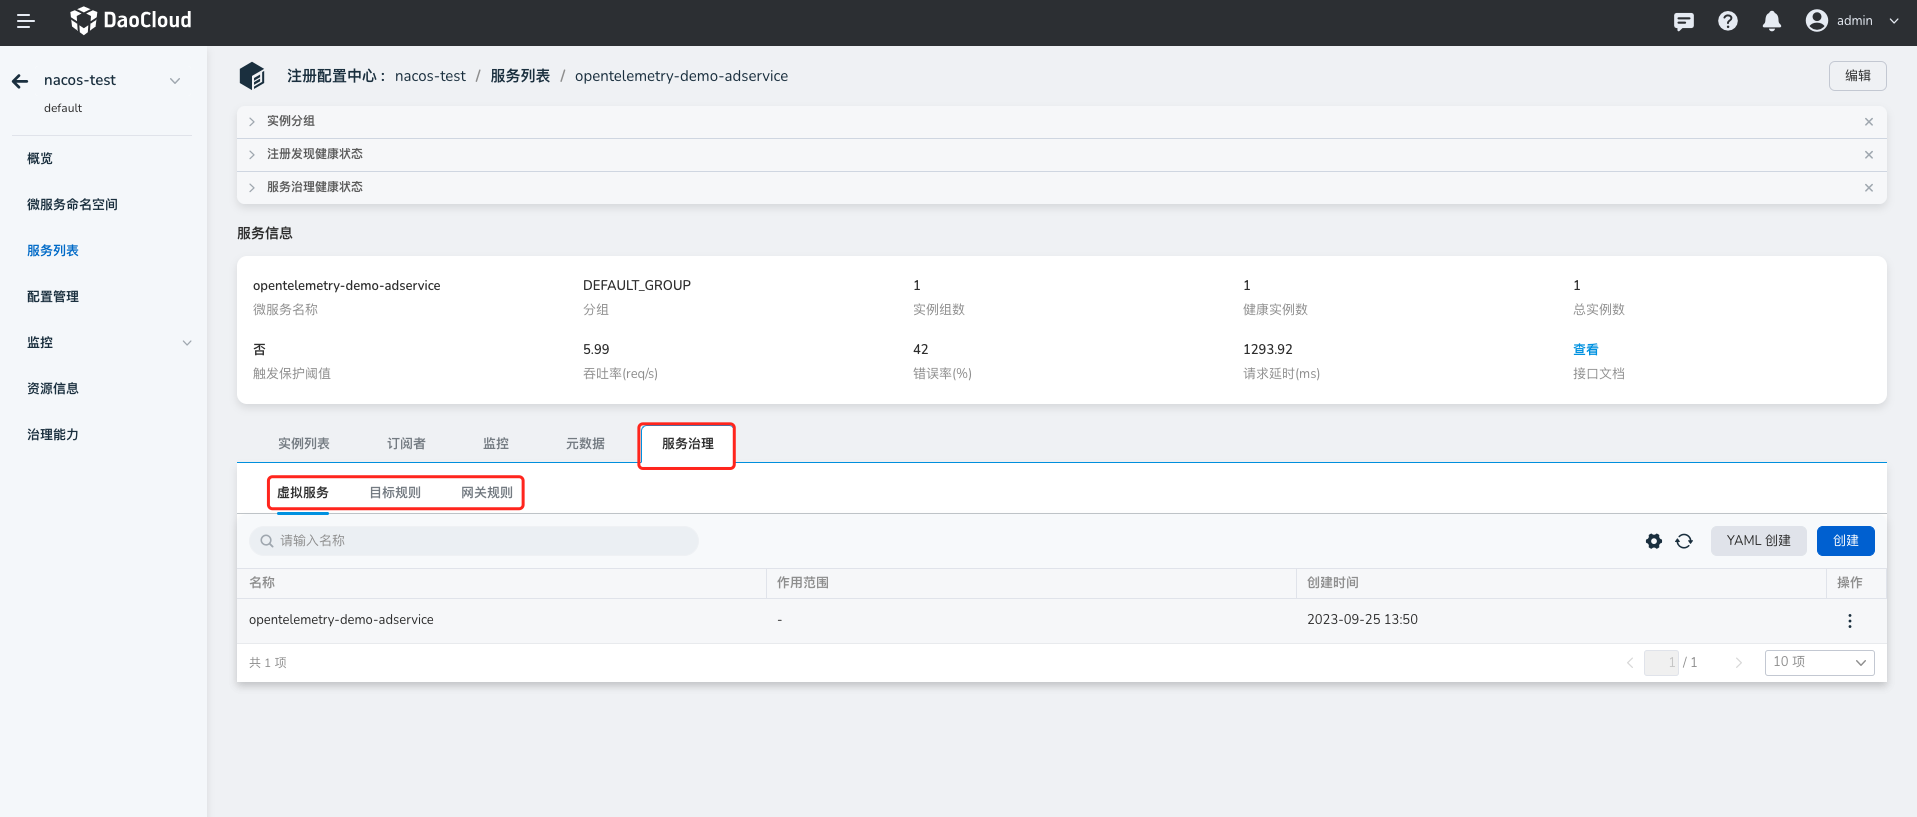 DaoCloud
admin
nacos-test
default
概览
微服务命名空间
服务列表
配置管理
监控
资源信息
治理能力
注册配置中心： nacos-test / 服务列表 / opentelemetry-demo-adservice
编辑
实例分组
注册发现健康状态
服务治理健康状态
服务信息
opentelemetry-demo-adservice DEFAULT_GROUP 1 1 1
微服务名称 分组 实例组数 健康实例数 总实例数
否 5.99 42 1293.92 查看
触发保护阈值 吞吐率(req/s) 错误率(%) 请求延时(ms) 接口文档
实例列表 订阅者 监控 元数据 服务治理
虚拟服务 目标规则 网关规则
请输入名称 YAML 创建 创建
名称 作用范围 创建时间 操作
opentelemetry-demo-adservice - 2023-09-25 13:50
共 1 项 1 / 1 10 项